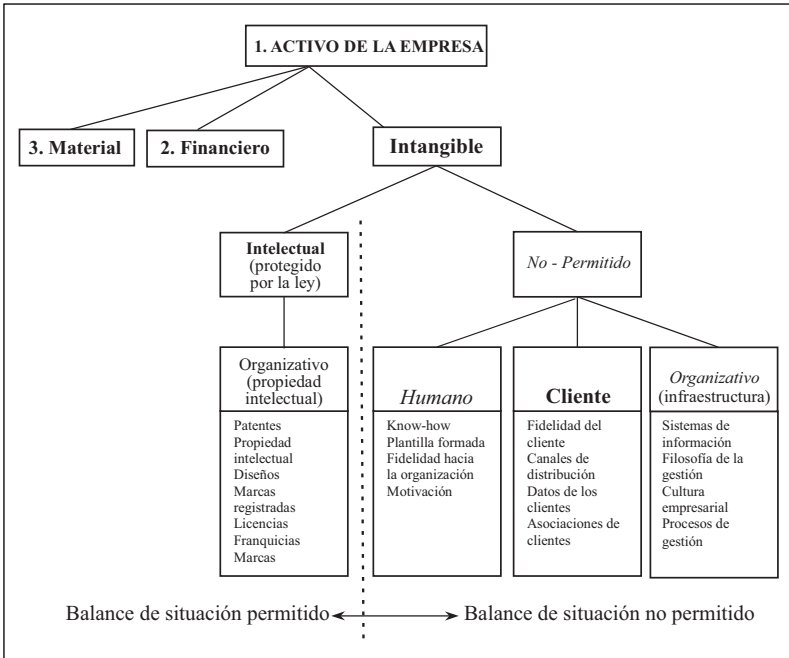 1. ACTIVO DE LA EMPRESA
3. Material
2. Financiero
Intangible
Intelectual
(protegido
por la ley)
No - Permitido
Organizativo
(propiedad
intelectual)
Patentes
Propiedad
intelectual
Diseños
Marcas
registradas
Licencias
Franquicias
Marcas
Humano
Know-how
Plantilla formada
Fidelidad hacia
la organización
Motivación
Cliente
Fidelidad del
cliente
Canales de
distribución
Datos de los
clientes
Asociaciones de
clientes
Organizativo
(infraestructura)
Sistemas de
información
Filosofía de la
gestión
Cultura
empresarial
Procesos de
gestión
Balance de situación permitido
Balance de situación no permitido